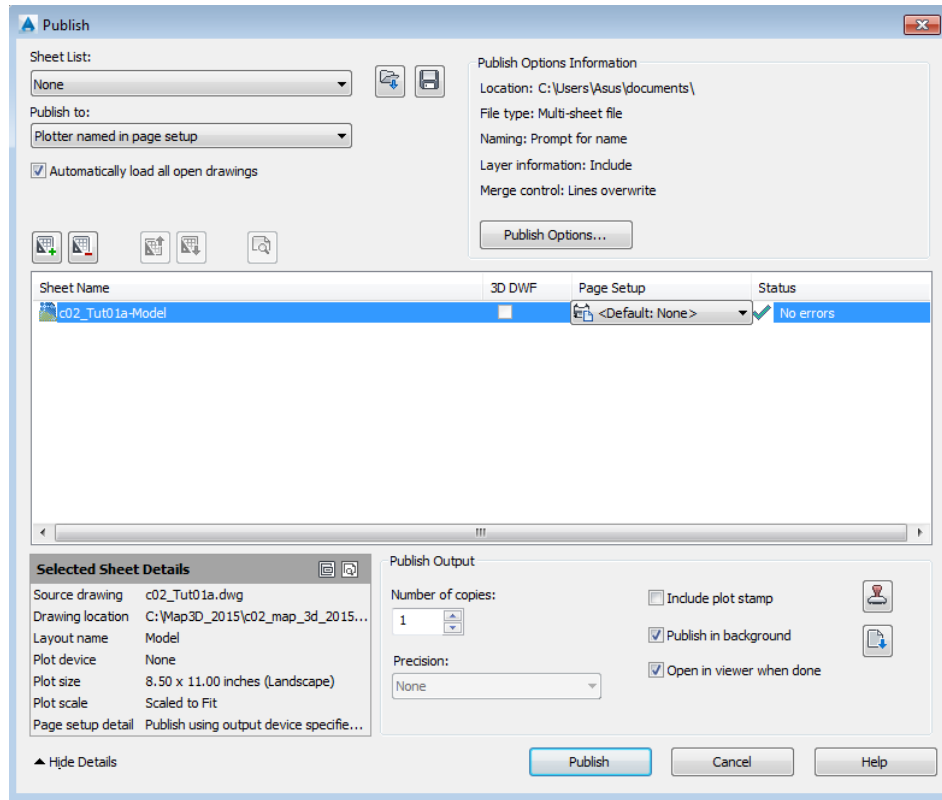 Publish
Sheet List:
None
Publish to:
Plotter named in page setup
Automatically load all open drawings
Publish Options Information
Location: C:\Users\Asus\documents\
File type: Multi-sheet file
Naming: Prompt for name
Layer information: Include
Merge control: Lines overwrite
Publish Options...
Sheet Name 3D DWF Page Setup Status
c02_Tut01a-Model <Default: None> No errors
Selected Sheet Details
Source drawing c02_Tut01a.dwg
Drawing location C:\Map3D_2015\c02_map_3d_2015...
Layout name Model
Plot device None
Plot size 8.50 x 11.00 inches (Landscape)
Plot scale Scaled to Fit
Page setup detail Publish using output device specifie...
Publish Output
Number of copies:
1
Precision:
None
Include plot stamp
Publish in background
Open in viewer when done
Hide Details
Publish Cancel Help